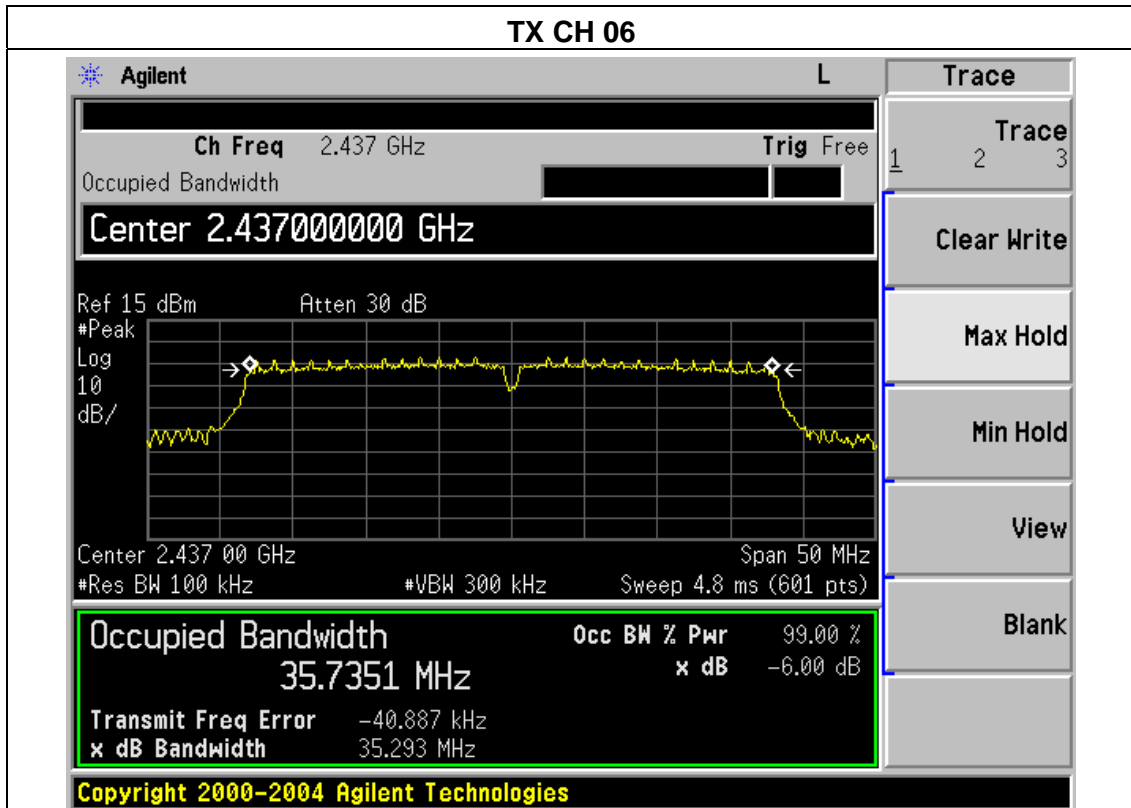 TX CH 06
Agilent L Trace
Ch Freq 2.437 GHz Trig Free
Occupied Bandwidth
Center 2.437000000 GHz
Ref 15 dBm Atten 30 dB
#Peak
Log
10
dB/
Center 2.437 00 GHz Span 50 MHz
#Res BW 100 kHz #VBW 300 kHz Sweep 4.8 ms (601 pts)
Occupied Bandwidth Occ BW % Pwr 99.00 %
35.7351 MHz x dB -6.00 dB
Transmit Freq Error -40.887 kHz
x dB Bandwidth 35.293 MHz
Copyright 2000-2004 Agilent Technologies
Trace
1 2 3
Clear Write
Max Hold
Min Hold
View
Blank